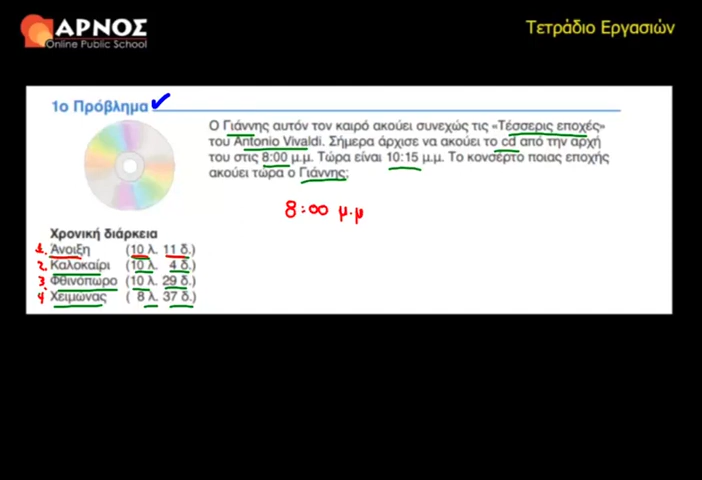 ΑΡΝΟΣ
Online Public School
Τετράδιο Εργασιών
1ο Πρόβλημα
Ο Γιάννης αυτόν τον καιρό ακούει συνεχώς τις «Τέσσερις εποχές»
του Antonio Vivaldi. Σήμερα άρχισε να ακούει το cd από την αρχή
του στις 8:00 μ.μ. Τώρα είναι 10:15 μ.μ. Το κονσέρτο ποιας εποχής
ακούει τώρα ο Γιάννης;
8:00 μ.μ
Χρονική διάρκεια
1. Άνοιξη (10 λ. 11 δ.)
2. Καλοκαίρι (10 λ. 4 δ.)
3. Φθινόπωρο (10 λ. 29 δ.)
4. Χειμώνας ( 8 λ. 37 δ.)